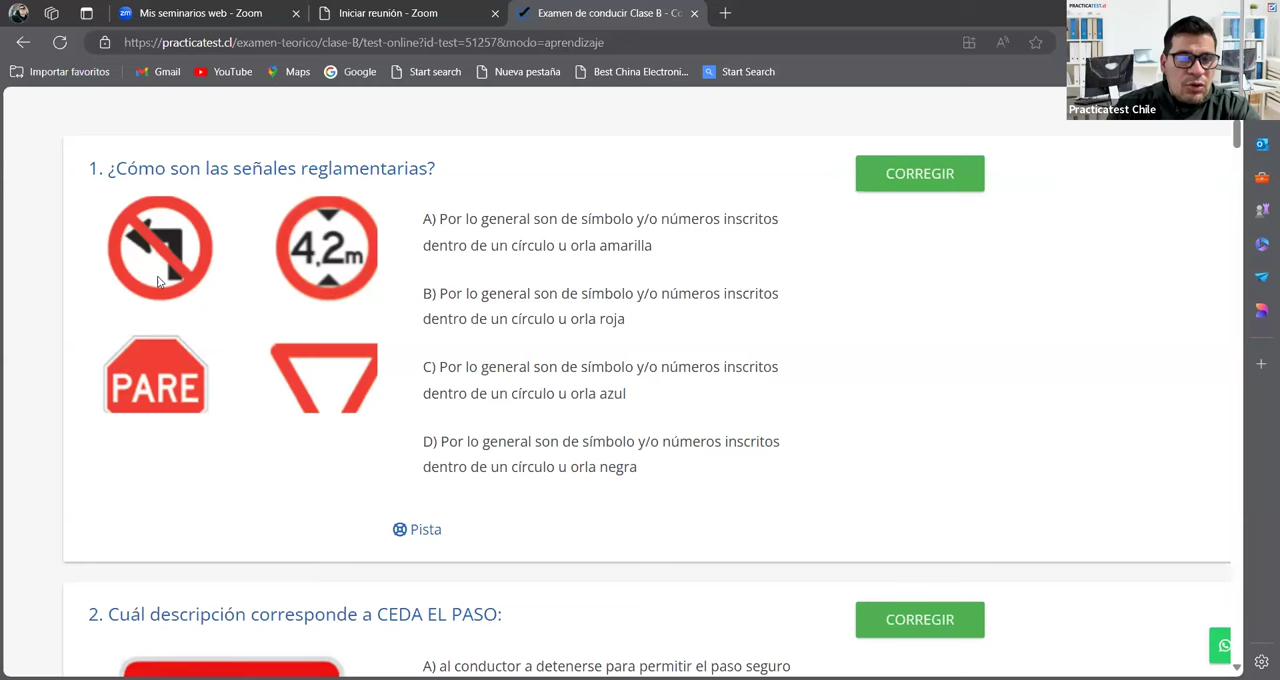 zm Mis seminarios web - Zoom
Iniciar reunión - Zoom
Examen de conducir Clase B - Co
https://practicatest.cl/examen-teorico/clase-B/test-online?id-test=51257&modo=aprendizaje
Importar favoritos
Gmail
YouTube
Maps
Google
Start search
Nueva pestaña
Best China Electroni...
Start Search
PRACTICATEST.cl
Practicatest Chile
1. ¿Cómo son las señales reglamentarias?
CORREGIR
4,2m
PARE
A) Por lo general son de símbolo y/o números inscritos
dentro de un círculo u orla amarilla
B) Por lo general son de símbolo y/o números inscritos
dentro de un círculo u orla roja
C) Por lo general son de símbolo y/o números inscritos
dentro de un círculo u orla azul
D) Por lo general son de símbolo y/o números inscritos
dentro de un círculo u orla negra
Pista
2. Cuál descripción corresponde a CEDA EL PASO:
CORREGIR
A) al conductor a detenerse para permitir el paso seguro